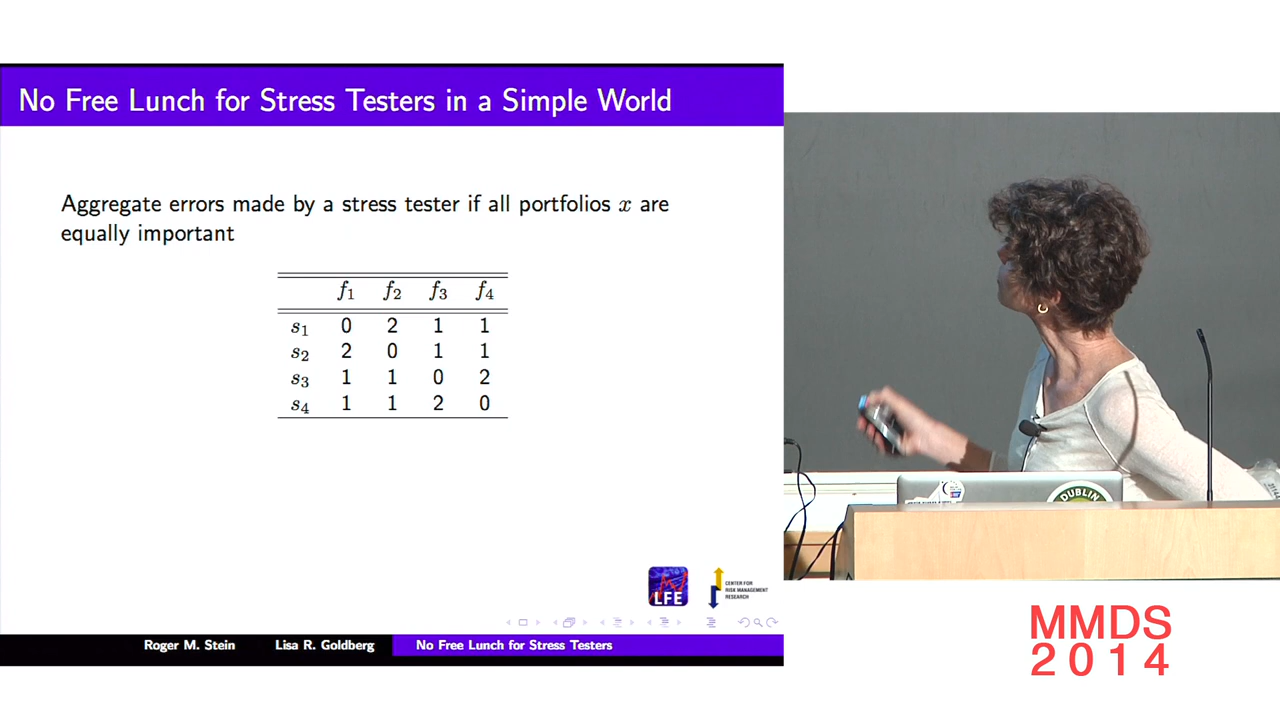 No Free Lunch for Stress Testers in a Simple World
Aggregate errors made by a stress tester if all portfolios x are
equally important
f₁ f₂ f₃ f₄
s₁ 0 2 1 1
s₂ 2 0 1 1
s₃ 1 1 0 2
s₄ 1 1 2 0
LFE
CENTER FOR
RISK MANAGEMENT
RESEARCH
Roger M. Stein Lisa R. Goldberg No Free Lunch for Stress Testers
DUBLIN
MMDS
2014